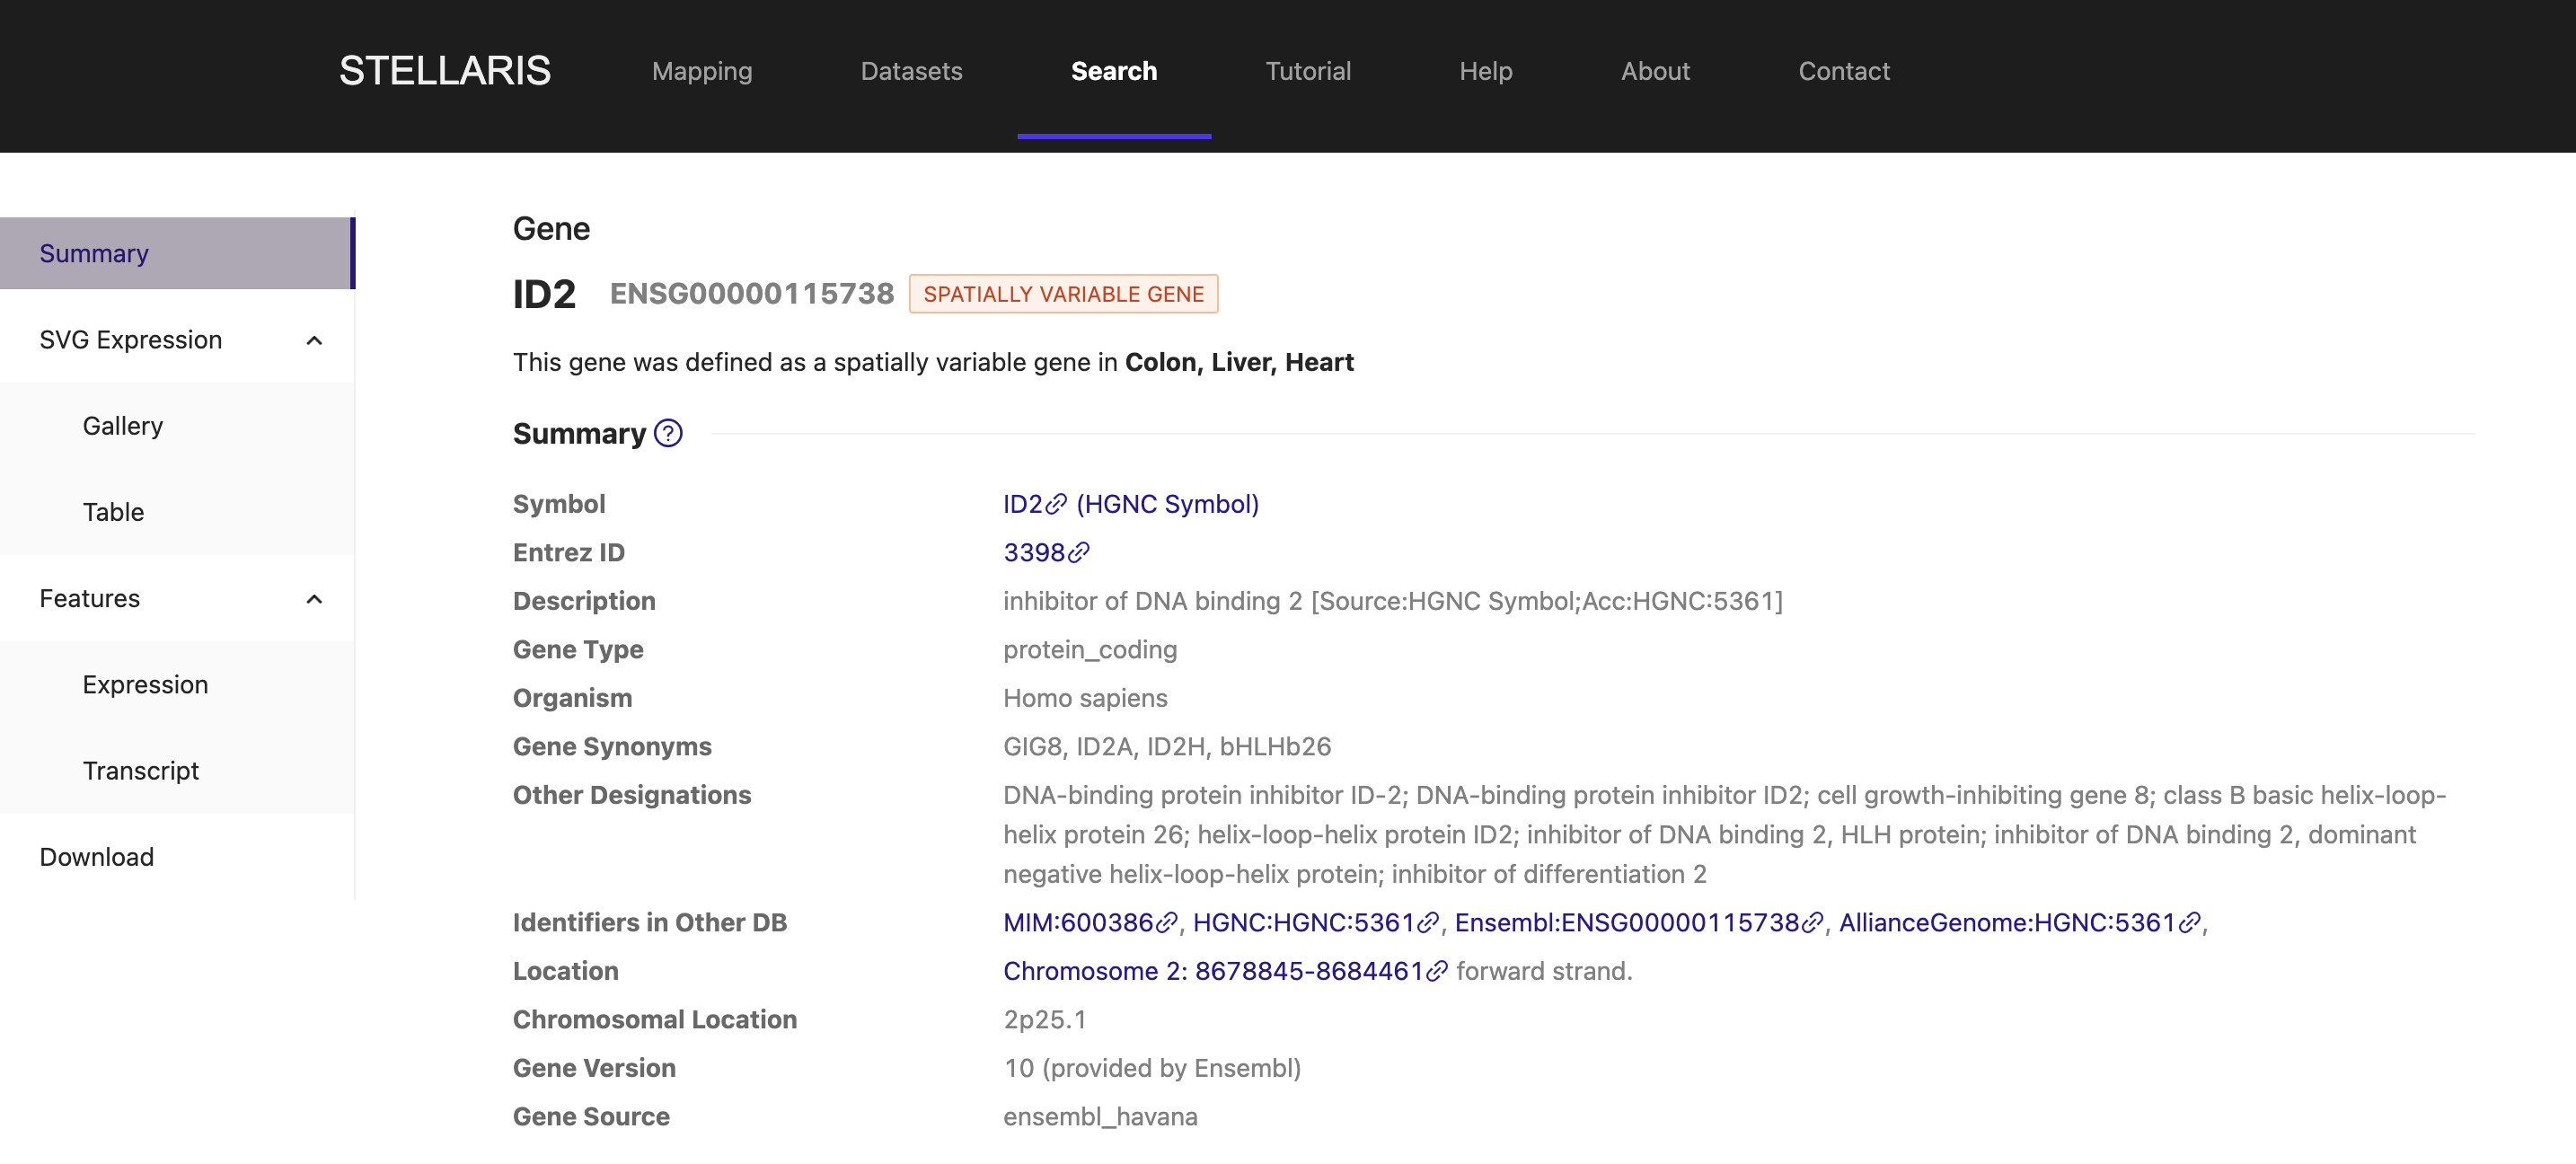 STELLARIS Mapping Datasets Search Tutorial Help About Contact
Summary
SVG Expression
Gallery
Table
Features
Expression
Transcript
Download
Gene
ID2 ENSG00000115738 SPATIALLY VARIABLE GENE
This gene was defined as a spatially variable gene in Colon, Liver, Heart
Summary ?
Symbol ID2 (HGNC Symbol)
Entrez ID 3398
Description inhibitor of DNA binding 2 [Source:HGNC Symbol;Acc:HGNC:5361]
Gene Type protein_coding
Organism Homo sapiens
Gene Synonyms GIG8, ID2A, ID2H, bHLHb26
Other Designations DNA-binding protein inhibitor ID-2; DNA-binding protein inhibitor ID2; cell growth-inhibiting gene 8; class B basic helix-loop-
helix protein 26; helix-loop-helix protein ID2; inhibitor of DNA binding 2, HLH protein; inhibitor of DNA binding 2, dominant
negative helix-loop-helix protein; inhibitor of differentiation 2
Identifiers in Other DB MIM:600386, HGNC:HGNC:5361, Ensembl:ENSG00000115738, AllianceGenome:HGNC:5361,
Location Chromosome 2: 8678845-8684461 forward strand.
Chromosomal Location 2p25.1
Gene Version 10 (provided by Ensembl)
Gene Source ensembl_havana